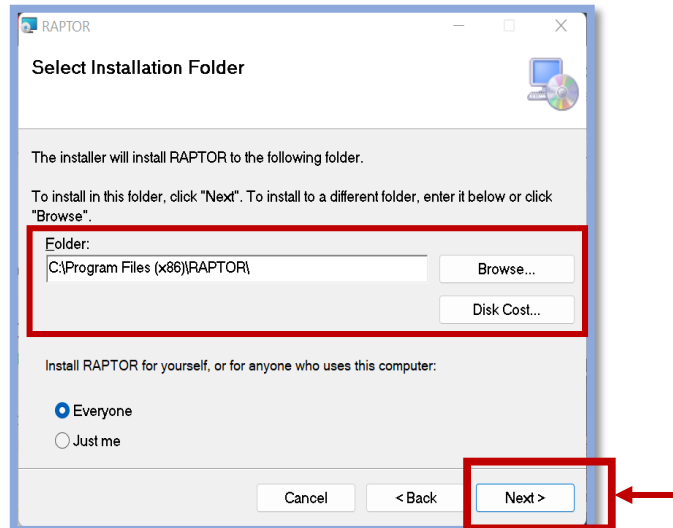 RAPTOR
Select Installation Folder
The installer will install RAPTOR to the following folder.
To install in this folder, click "Next". To install to a different folder, enter it below or click
"Browse".
Folder:
C:\Program Files (x86)\RAPTOR\
Browse...
Disk Cost...
Install RAPTOR for yourself, or for anyone who uses this computer:
Everyone
Just me
Cancel
< Back
Next >